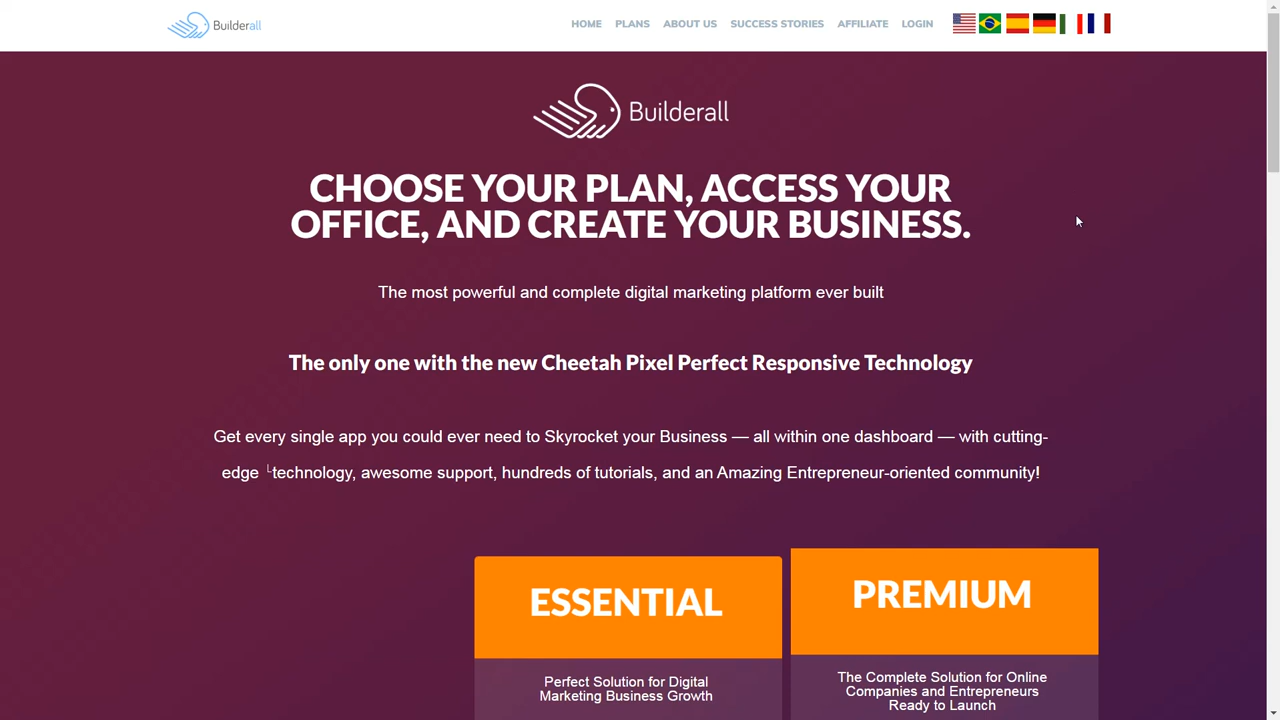 Builderall
HOME PLANS ABOUT US SUCCESS STORIES AFFILIATE LOGIN
Builderall
CHOOSE YOUR PLAN, ACCESS YOUR
OFFICE, AND CREATE YOUR BUSINESS.
The most powerful and complete digital marketing platform ever built
The only one with the new Cheetah Pixel Perfect Responsive Technology
Get every single app you could ever need to Skyrocket your Business — all within one dashboard — with cutting-
edge └technology, awesome support, hundreds of tutorials, and an Amazing Entrepreneur-oriented community!
ESSENTIAL
Perfect Solution for Digital
Marketing Business Growth
PREMIUM
The Complete Solution for Online
Companies and Entrepreneurs
Ready to Launch